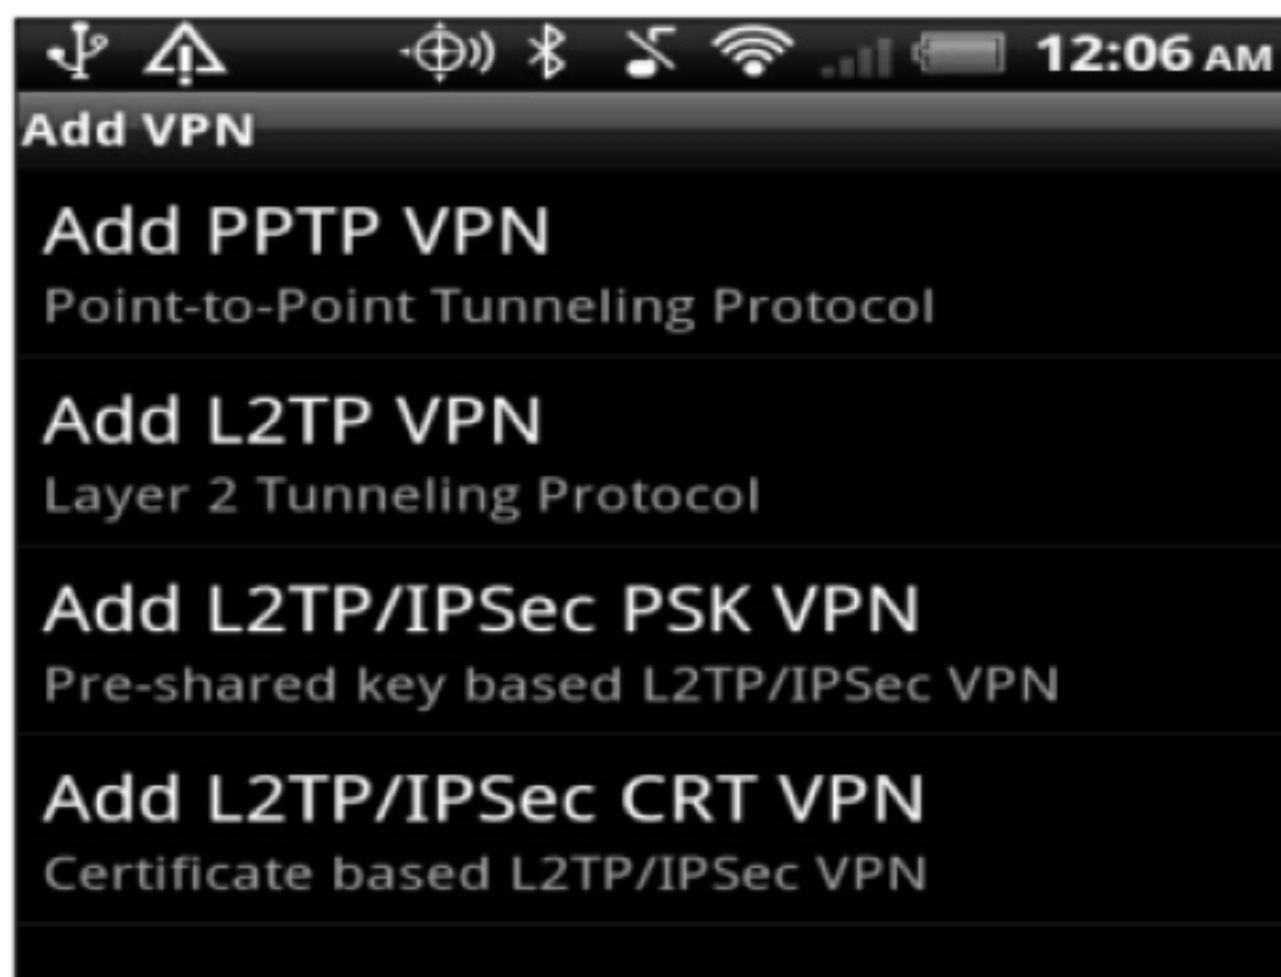 12:06 AM
Add VPN
Add PPTP VPN
Point-to-Point Tunneling Protocol
Add L2TP VPN
Layer 2 Tunneling Protocol
Add L2TP/IPSec PSK VPN
Pre-shared key based L2TP/IPSec VPN
Add L2TP/IPSec CRT VPN
Certificate based L2TP/IPSec VPN